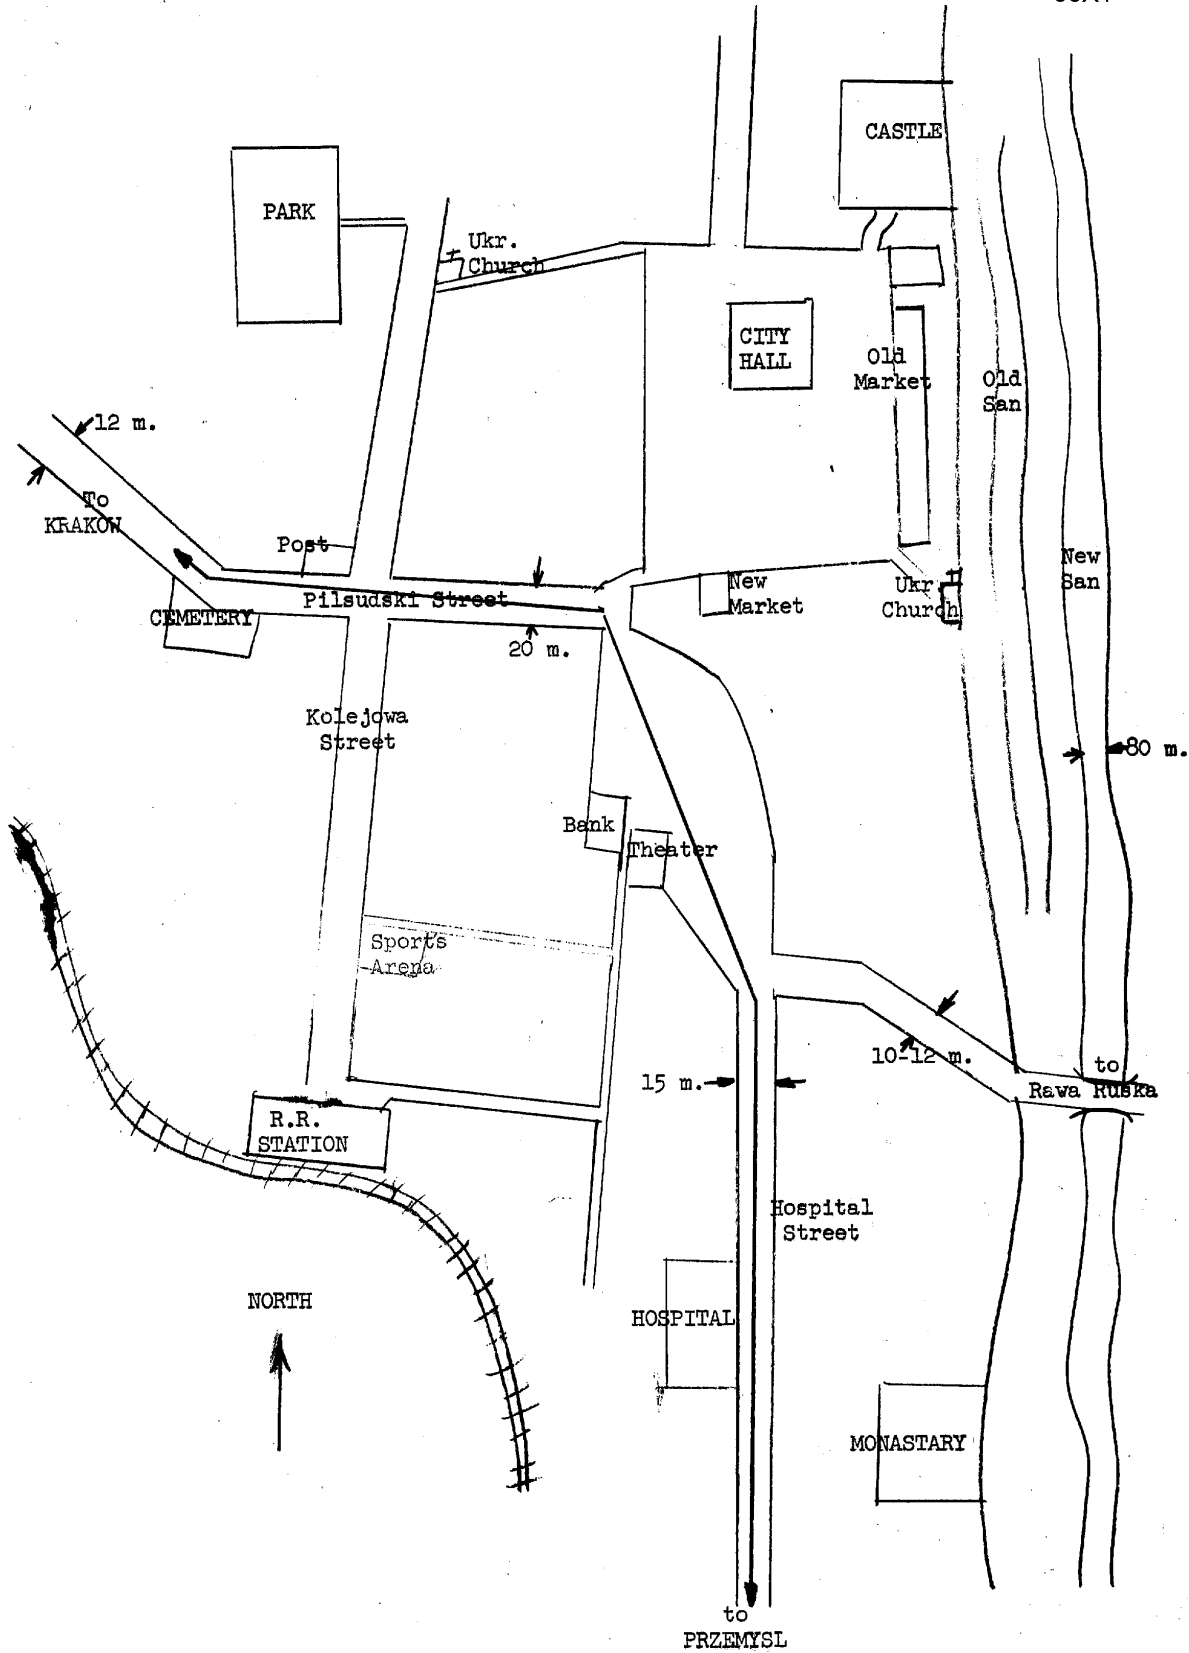 CASTLE
PARK
Ukr.
Church
CITY
HALL
Old
Market
Old
San
12 m.
To
KRAKOW
Post
New
San
Pilsudski Street
New
Market
Ukr
Church
CEMETERY
20 m.
Kolejowa
Street
80 m.
Bank
Theater
Sports
Arena
10-12 m.
15 m.
to
Rawa Ruska
R.R.
STATION
Hospital
Street
NORTH
HOSPITAL
MONASTARY
to
PRZEMYSL